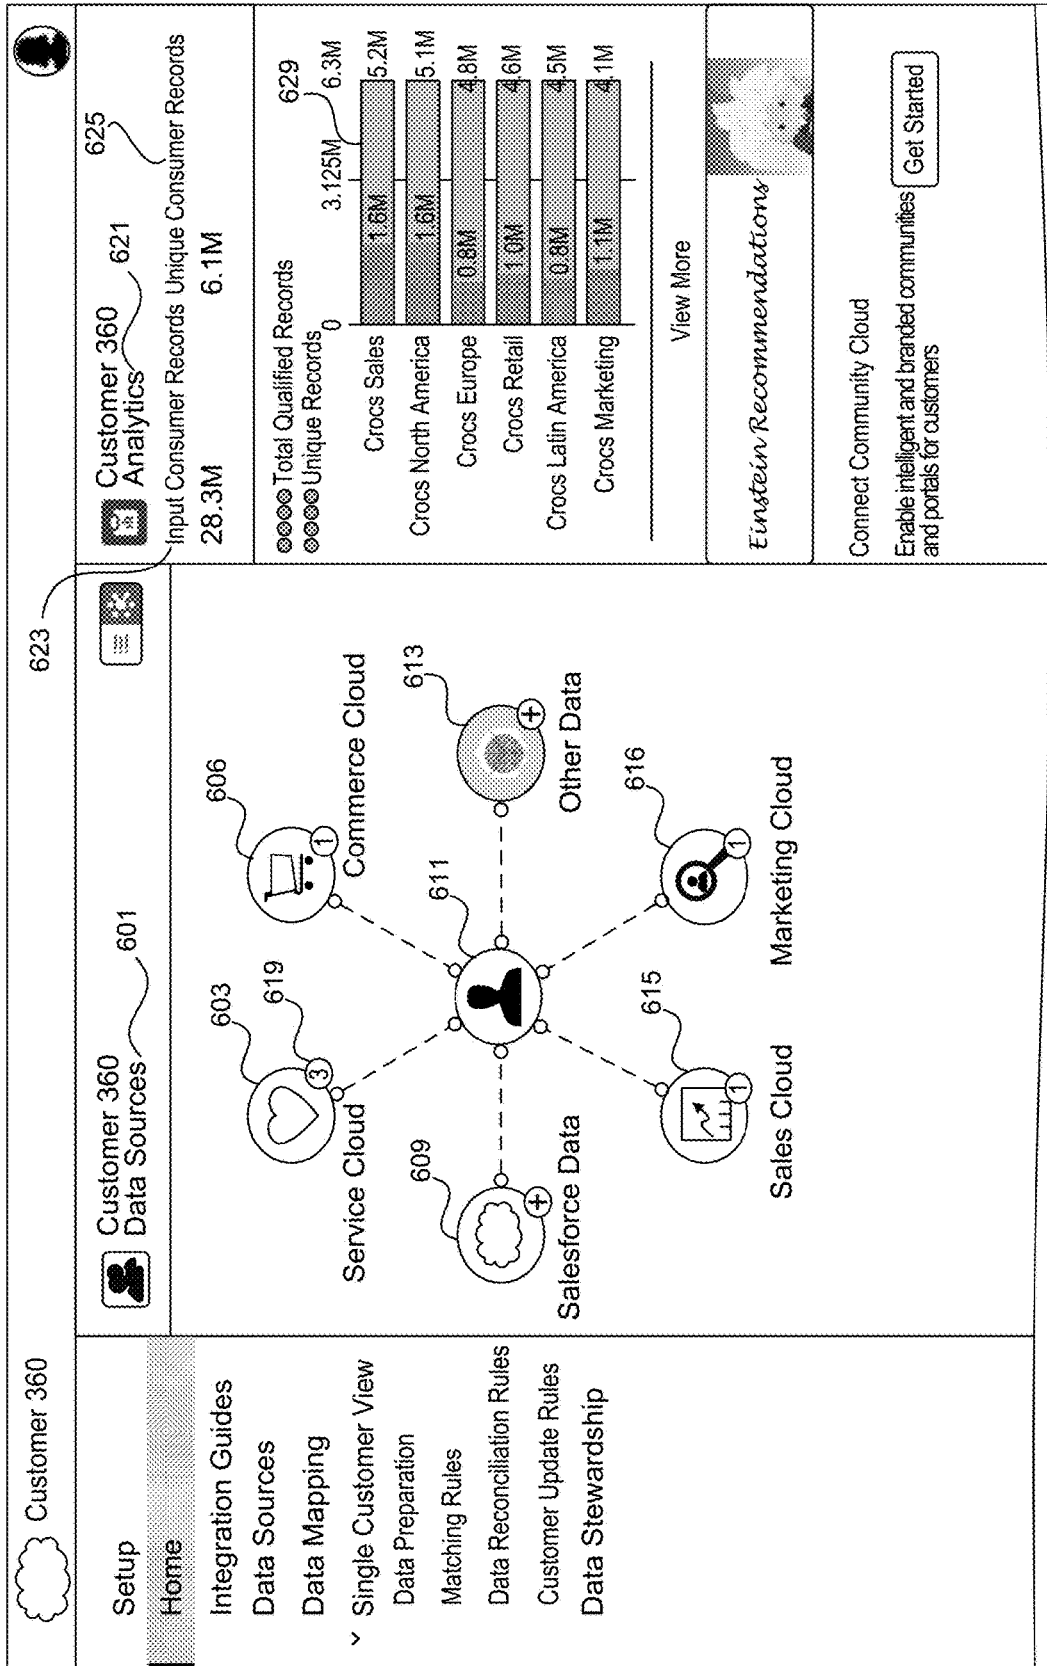 Customer 360
Setup
Home
Integration Guides
Data Sources
Data Mapping
Single Customer View
Data Preparation
Matching Rules
Data Reconciliation Rules
Customer Update Rules
Data Stewardship
Customer 360
Data Sources
601
603
619
3
Service Cloud
606
1
Commerce Cloud
609
+
Salesforce Data
611
613
+
Other Data
615
1
Sales Cloud
616
1
Marketing Cloud
623
Customer 360
Analytics
621
625
Input Consumer Records Unique Consumer Records
28.3M 6.1M
Total Qualified Records
Unique Records
629
0 3.125M 6.3M
Crocs Sales 1.6M 5.2M
Crocs North America 1.6M 5.1M
Crocs Europe 0.8M 4.8M
Crocs Retail 1.0M 4.6M
Crocs Latin America 0.8M 4.5M
Crocs Marketing 1.1M 4.1M
View More
Einstein Recommendations
Connect Community Cloud
Enable intelligent and branded communities
and portals for customers
Get Started